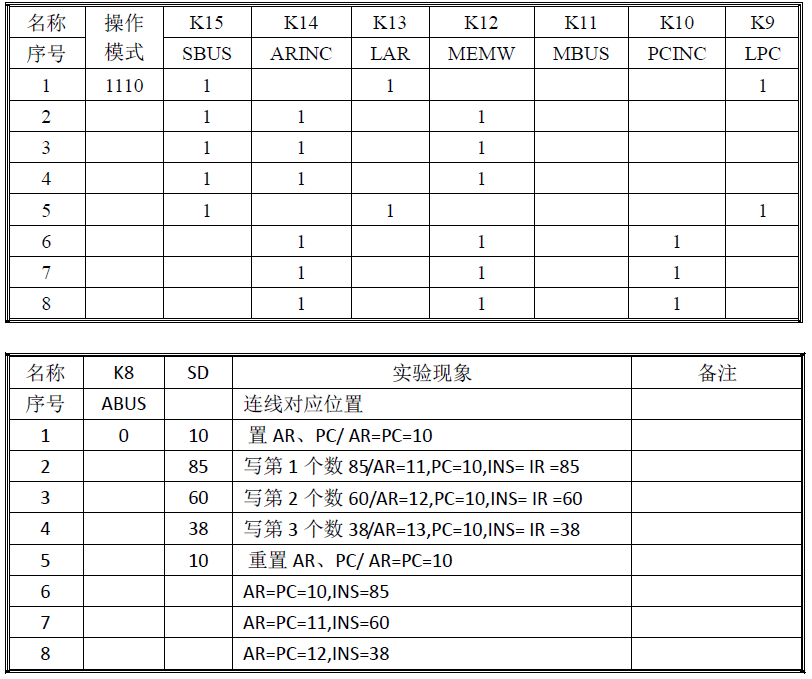 名称 操作 K15 K14 K13 K12 K11 K10 K9
序号 模式 SBUS ARINC LAR MEMW MBUS PCINC LPC
1 1110 1 1 1
2 1 1 1
3 1 1 1
4 1 1 1
5 1 1 1
6 1 1 1
7 1 1 1
8 1 1 1
名称 K8 SD 实验现象 备注
序号 ABUS 连线对应位置
1 0 10 置 AR、PC/ AR=PC=10
2 85 写第 1 个数 85/AR=11,PC=10,INS= IR =85
3 60 写第 2 个数 60/AR=12,PC=10,INS= IR =60
4 38 写第 3 个数 38/AR=13,PC=10,INS= IR =38
5 10 重置 AR、PC/ AR=PC=10
6 AR=PC=10,INS=85
7 AR=PC=11,INS=60
8 AR=PC=12,INS=38